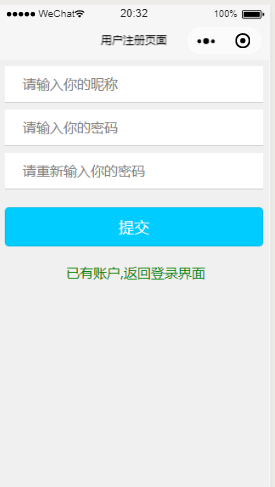 WeChat 20:32 100%
用户注册页面
请输入你的昵称
请输入你的密码
请重新输入你的密码
提交
已有账户,返回登录界面